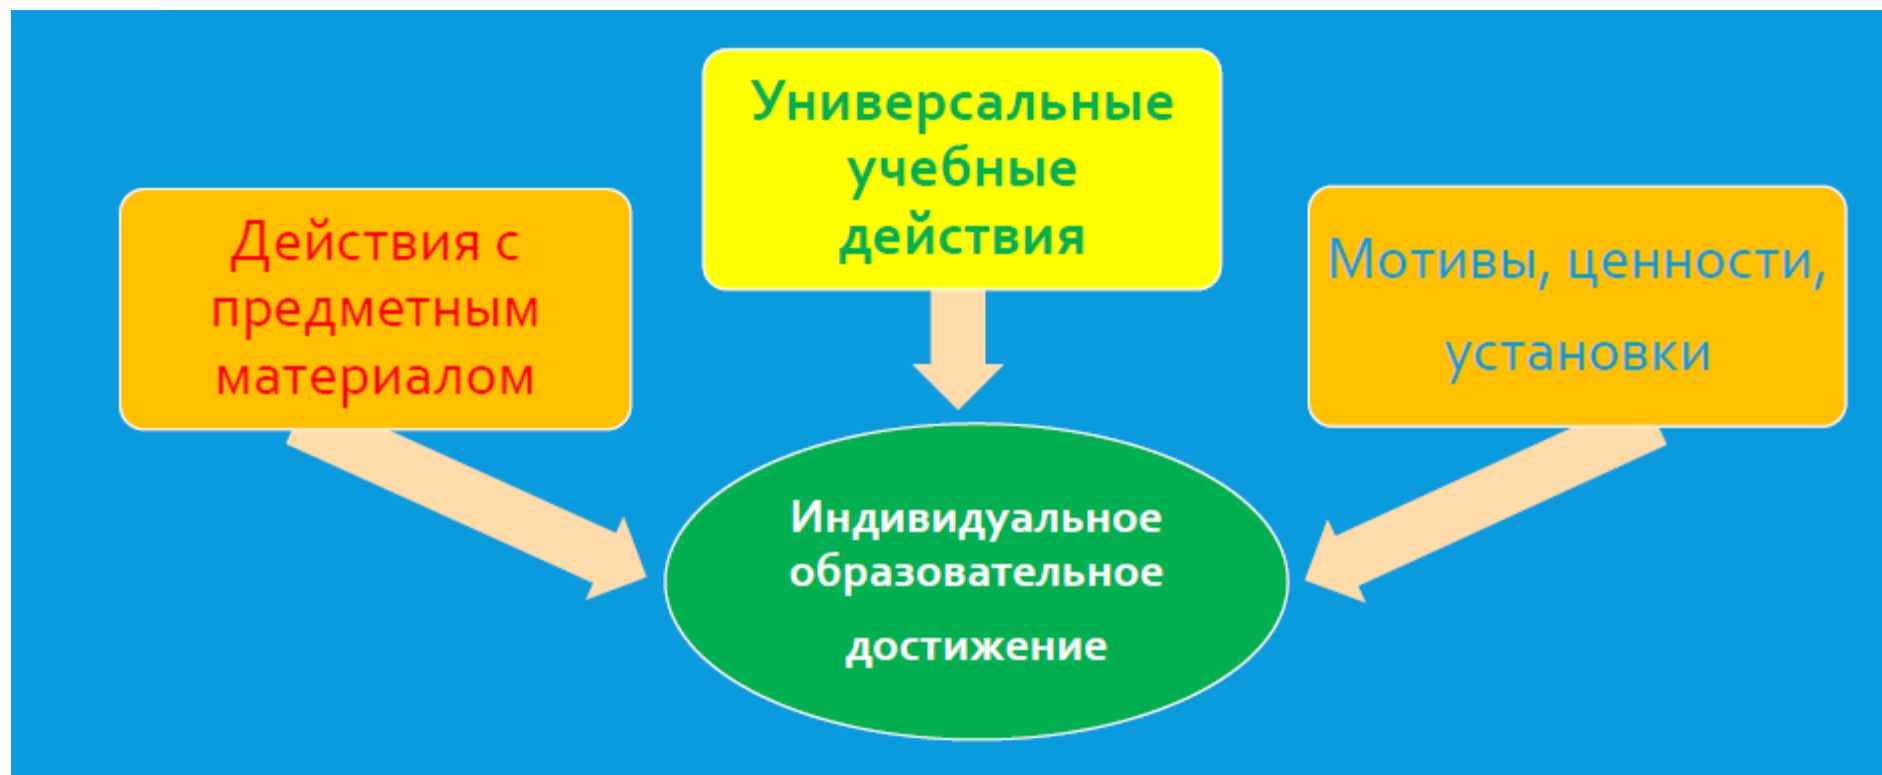 Универсальные
учебные
действия
Действия с
предметным
материалом
Мотивы, ценности,
установки
Индивидуальное
образовательное
достижение